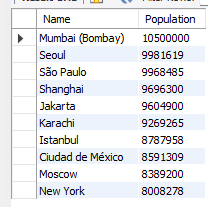 Name Population
Mumbai (Bombay) 10500000
Seoul 9981619
São Paulo 9968485
Shanghai 9696300
Jakarta 9604900
Karachi 9269265
Istanbul 8787958
Ciudad de México 8591309
Moscow 8389200
New York 8008278